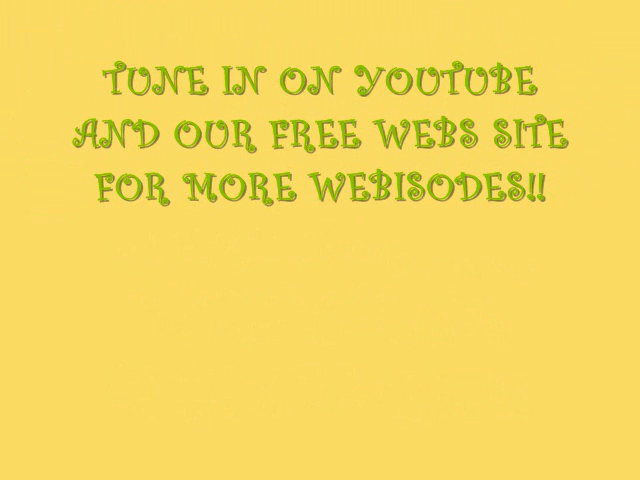 TUNE IN ON YOUTUBE
AND OUR FREE WEBS SITE
FOR MORE WEBISODES!!